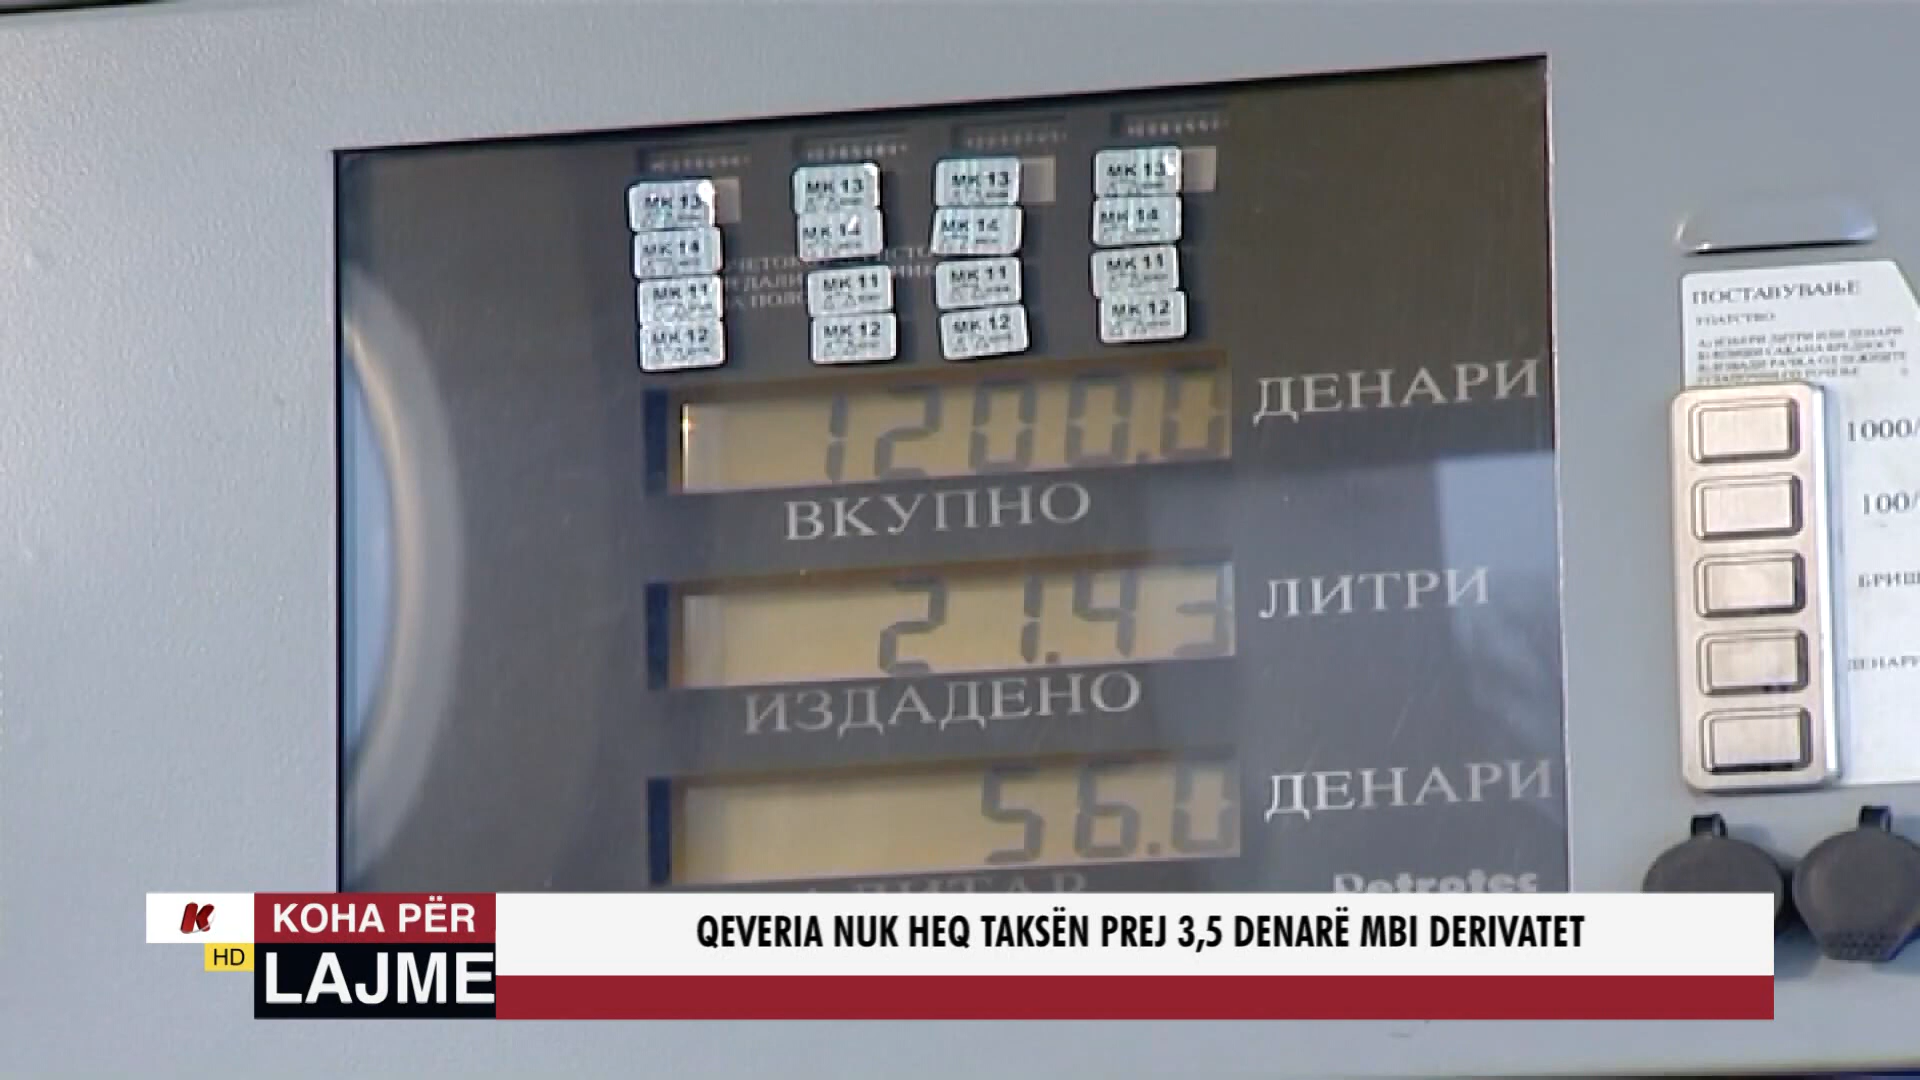 MK 13 MK 13 MK 13 MK 13
MK 14 MK 14 MK 14 MK 14
MK 11 MK 11 MK 11 MK 11
MK 12 MK 12 MK 12 MK 12
1200.0 ДЕНАРИ
ВКУПНО
21.43 ЛИТРИ
ИЗДАДЕНО
56.0 ДЕНАРИ
Petrotec
ПОСТАВУВАЊЕ
УПАТСТВО
1000/
100/
K
HD
KOHA PËR
LAJME
QEVERIA NUK HEQ TAKSËN PREJ 3,5 DENARË MBI DERIVATET